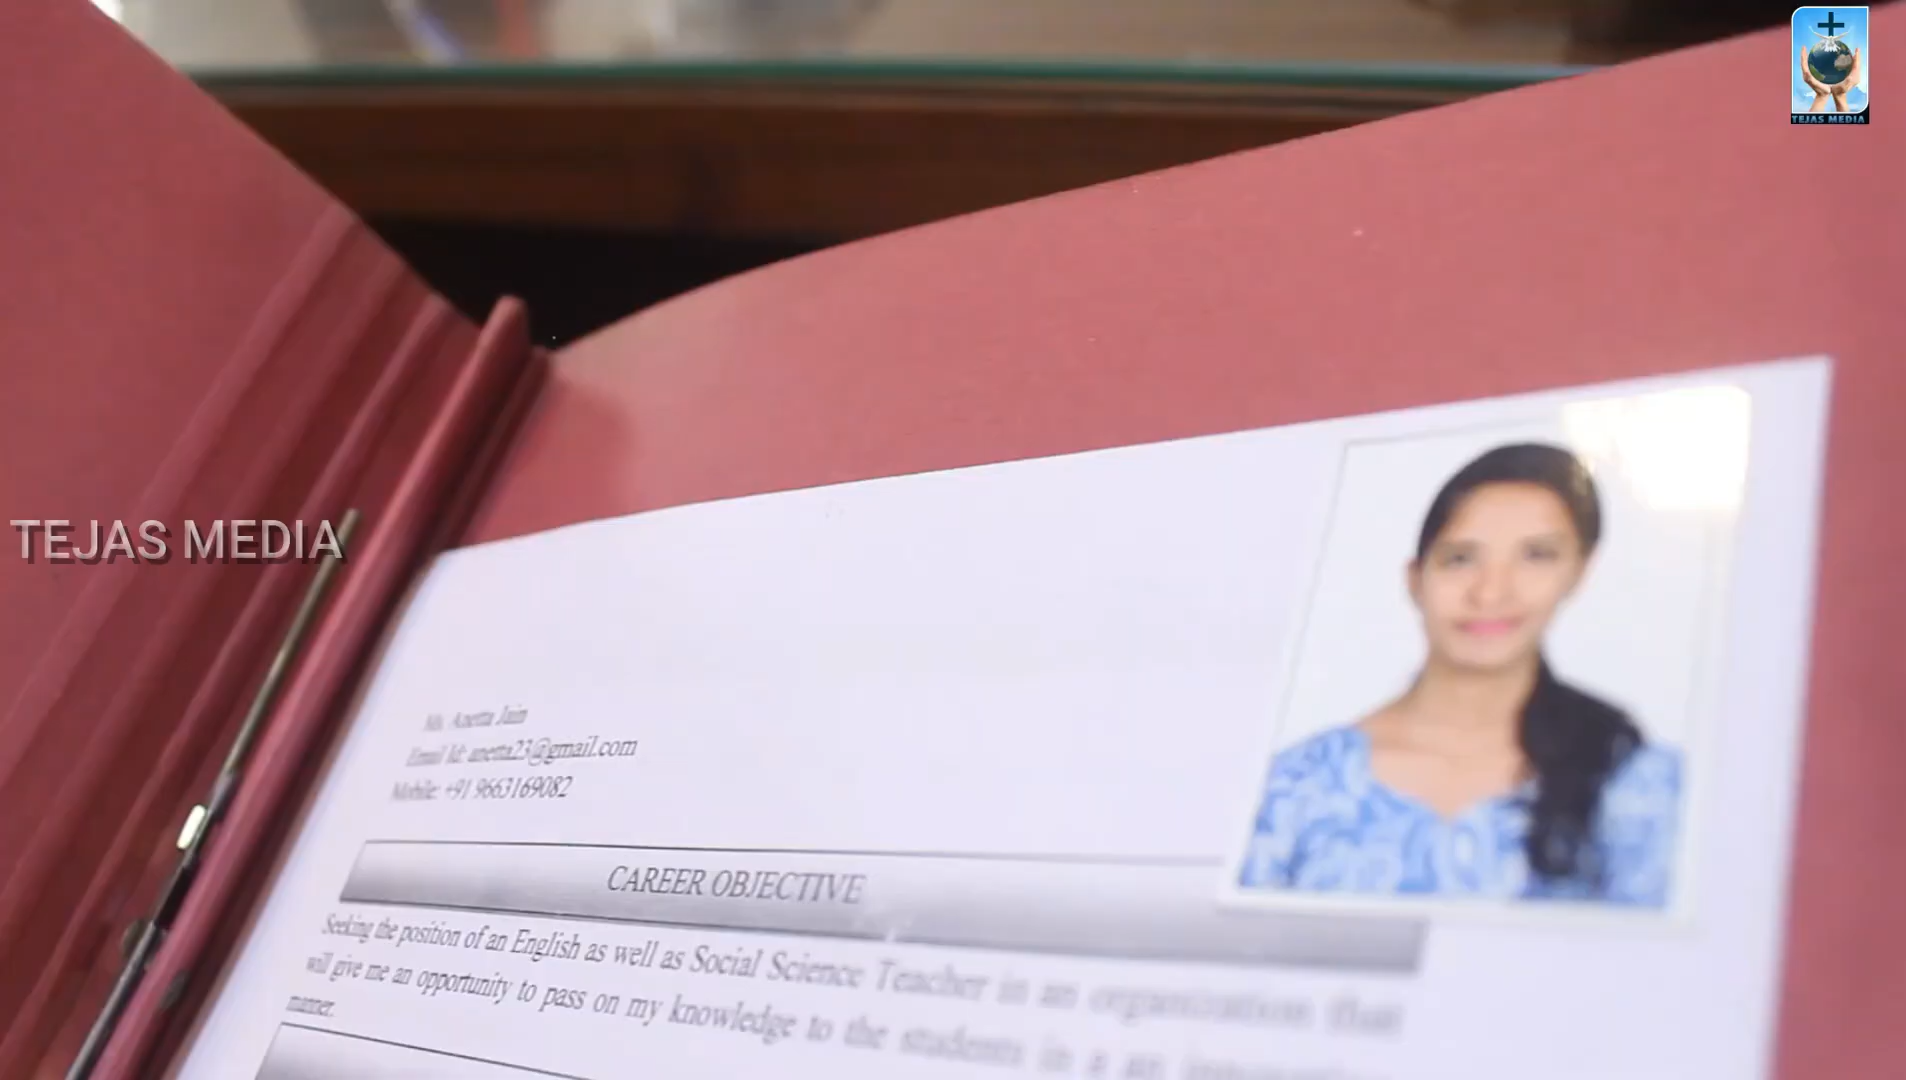 TEJAS MEDIA
TEJAS MEDIA
Ms. Anetta Jain
Email Id: anetta23@gmail.com
Mobile: +91 9663169082
CAREER OBJECTIVE
Seeking the position of an English as well as Social Science Teacher in an organization that
will give me an opportunity to pass on my knowledge to the students in a an
manner.